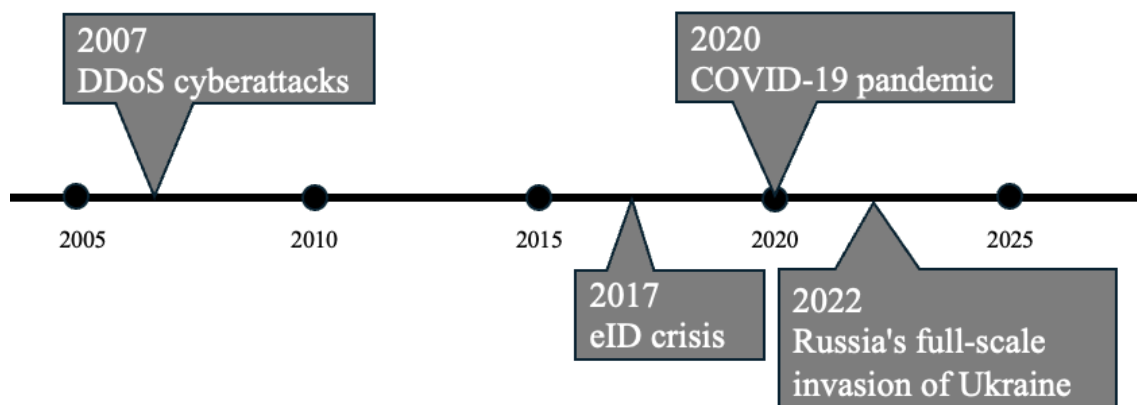 2007
DDoS cyberattacks
2020
COVID-19 pandemic
2005
2010
2015
2020
2025
2017
eID crisis
2022
Russia's full-scale
invasion of Ukraine